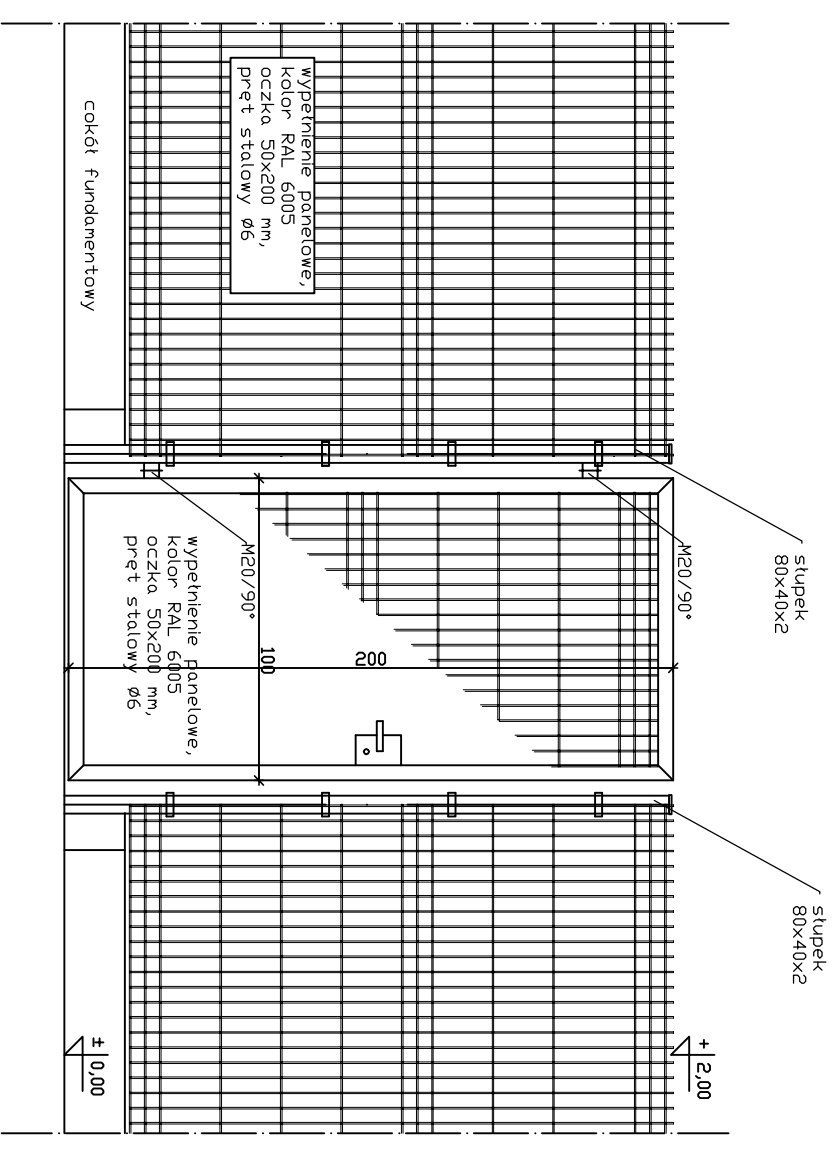 słupek
80x40x2
słupek
80x40x2
+ 2,00
M20/90°
wypełnienie panelowe,
kolor RAL 6005
oczka 50x200 mm,
pręt stalowy Ø6
200
100
M20/90°
wypełnienie panelowe,
kolor RAL 6005
oczka 50x200 mm,
pręt stalowy Ø6
cokół fundamentowy
± 0,00